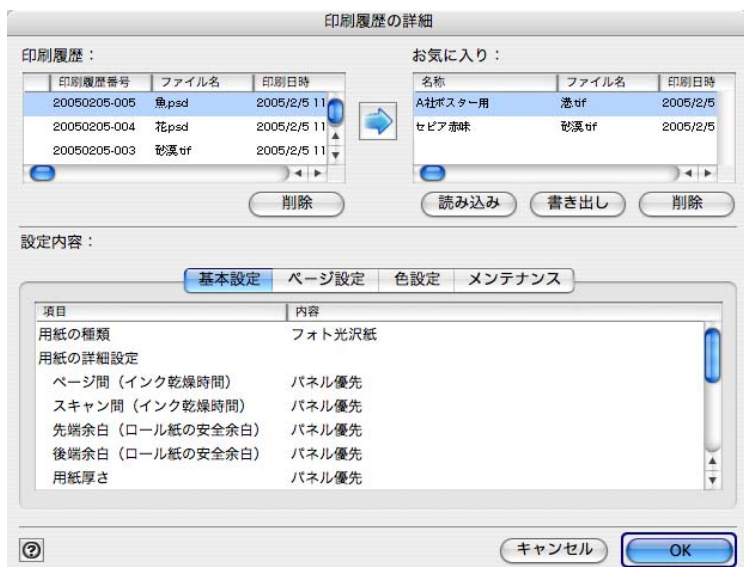 印刷履歴の詳細
印刷履歴：
お気に入り：
印刷履歴番号 ファイル名 印刷日時
20050205-005 魚.psd 2005/2/5 11
20050205-004 花.psd 2005/2/5 11
20050205-003 砂漠.tif 2005/2/5 11
名称 ファイル名 印刷日時
A社ポスター用 港.tif 2005/2/5
セピア赤味 砂漠.tif 2005/2/5
削除
読み込み 書き出し 削除
設定内容：
基本設定 ページ設定 色設定 メンテナンス
項目 内容
用紙の種類 フォト光沢紙
用紙の詳細設定
ページ間（インク乾燥時間） パネル優先
スキャン間（インク乾燥時間） パネル優先
先端余白（ロール紙の安全余白） パネル優先
後端余白（ロール紙の安全余白） パネル優先
用紙厚さ パネル優先
? キャンセル OK